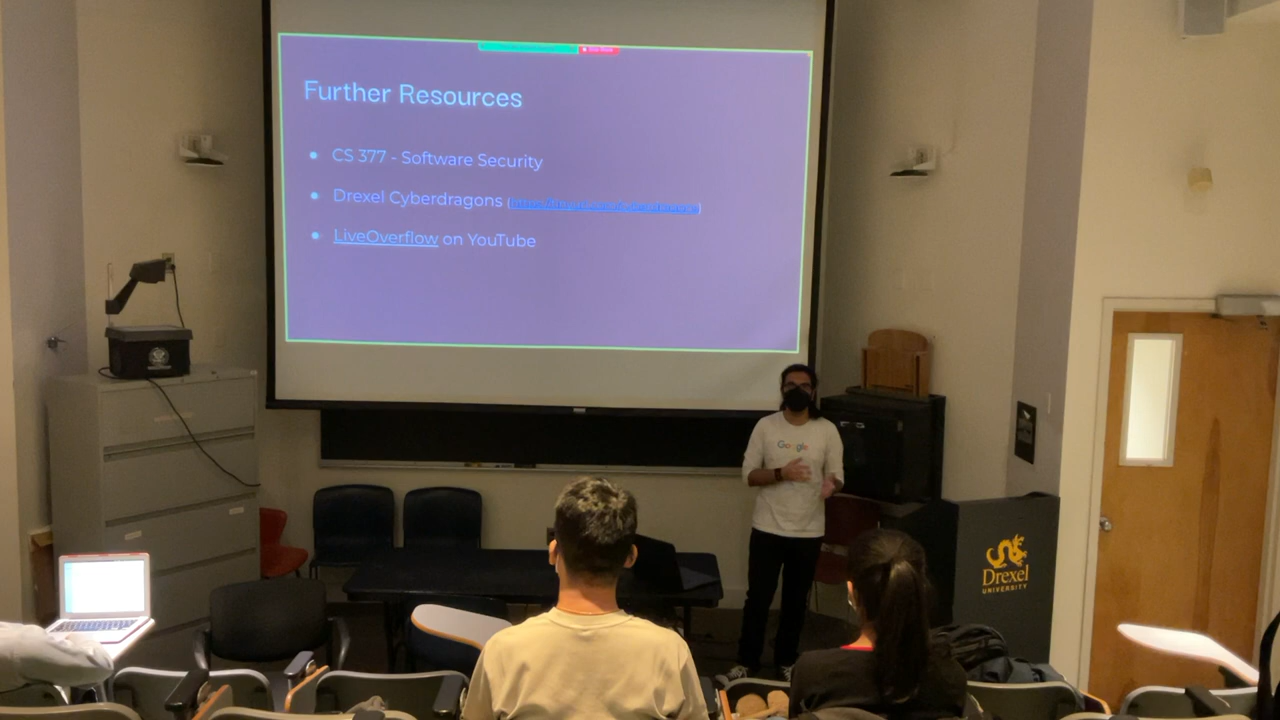 Further Resources
• CS 377 - Software Security
• Drexel Cyberdragons
• LiveOverflow on YouTube
Google
Drexel
UNIVERSITY